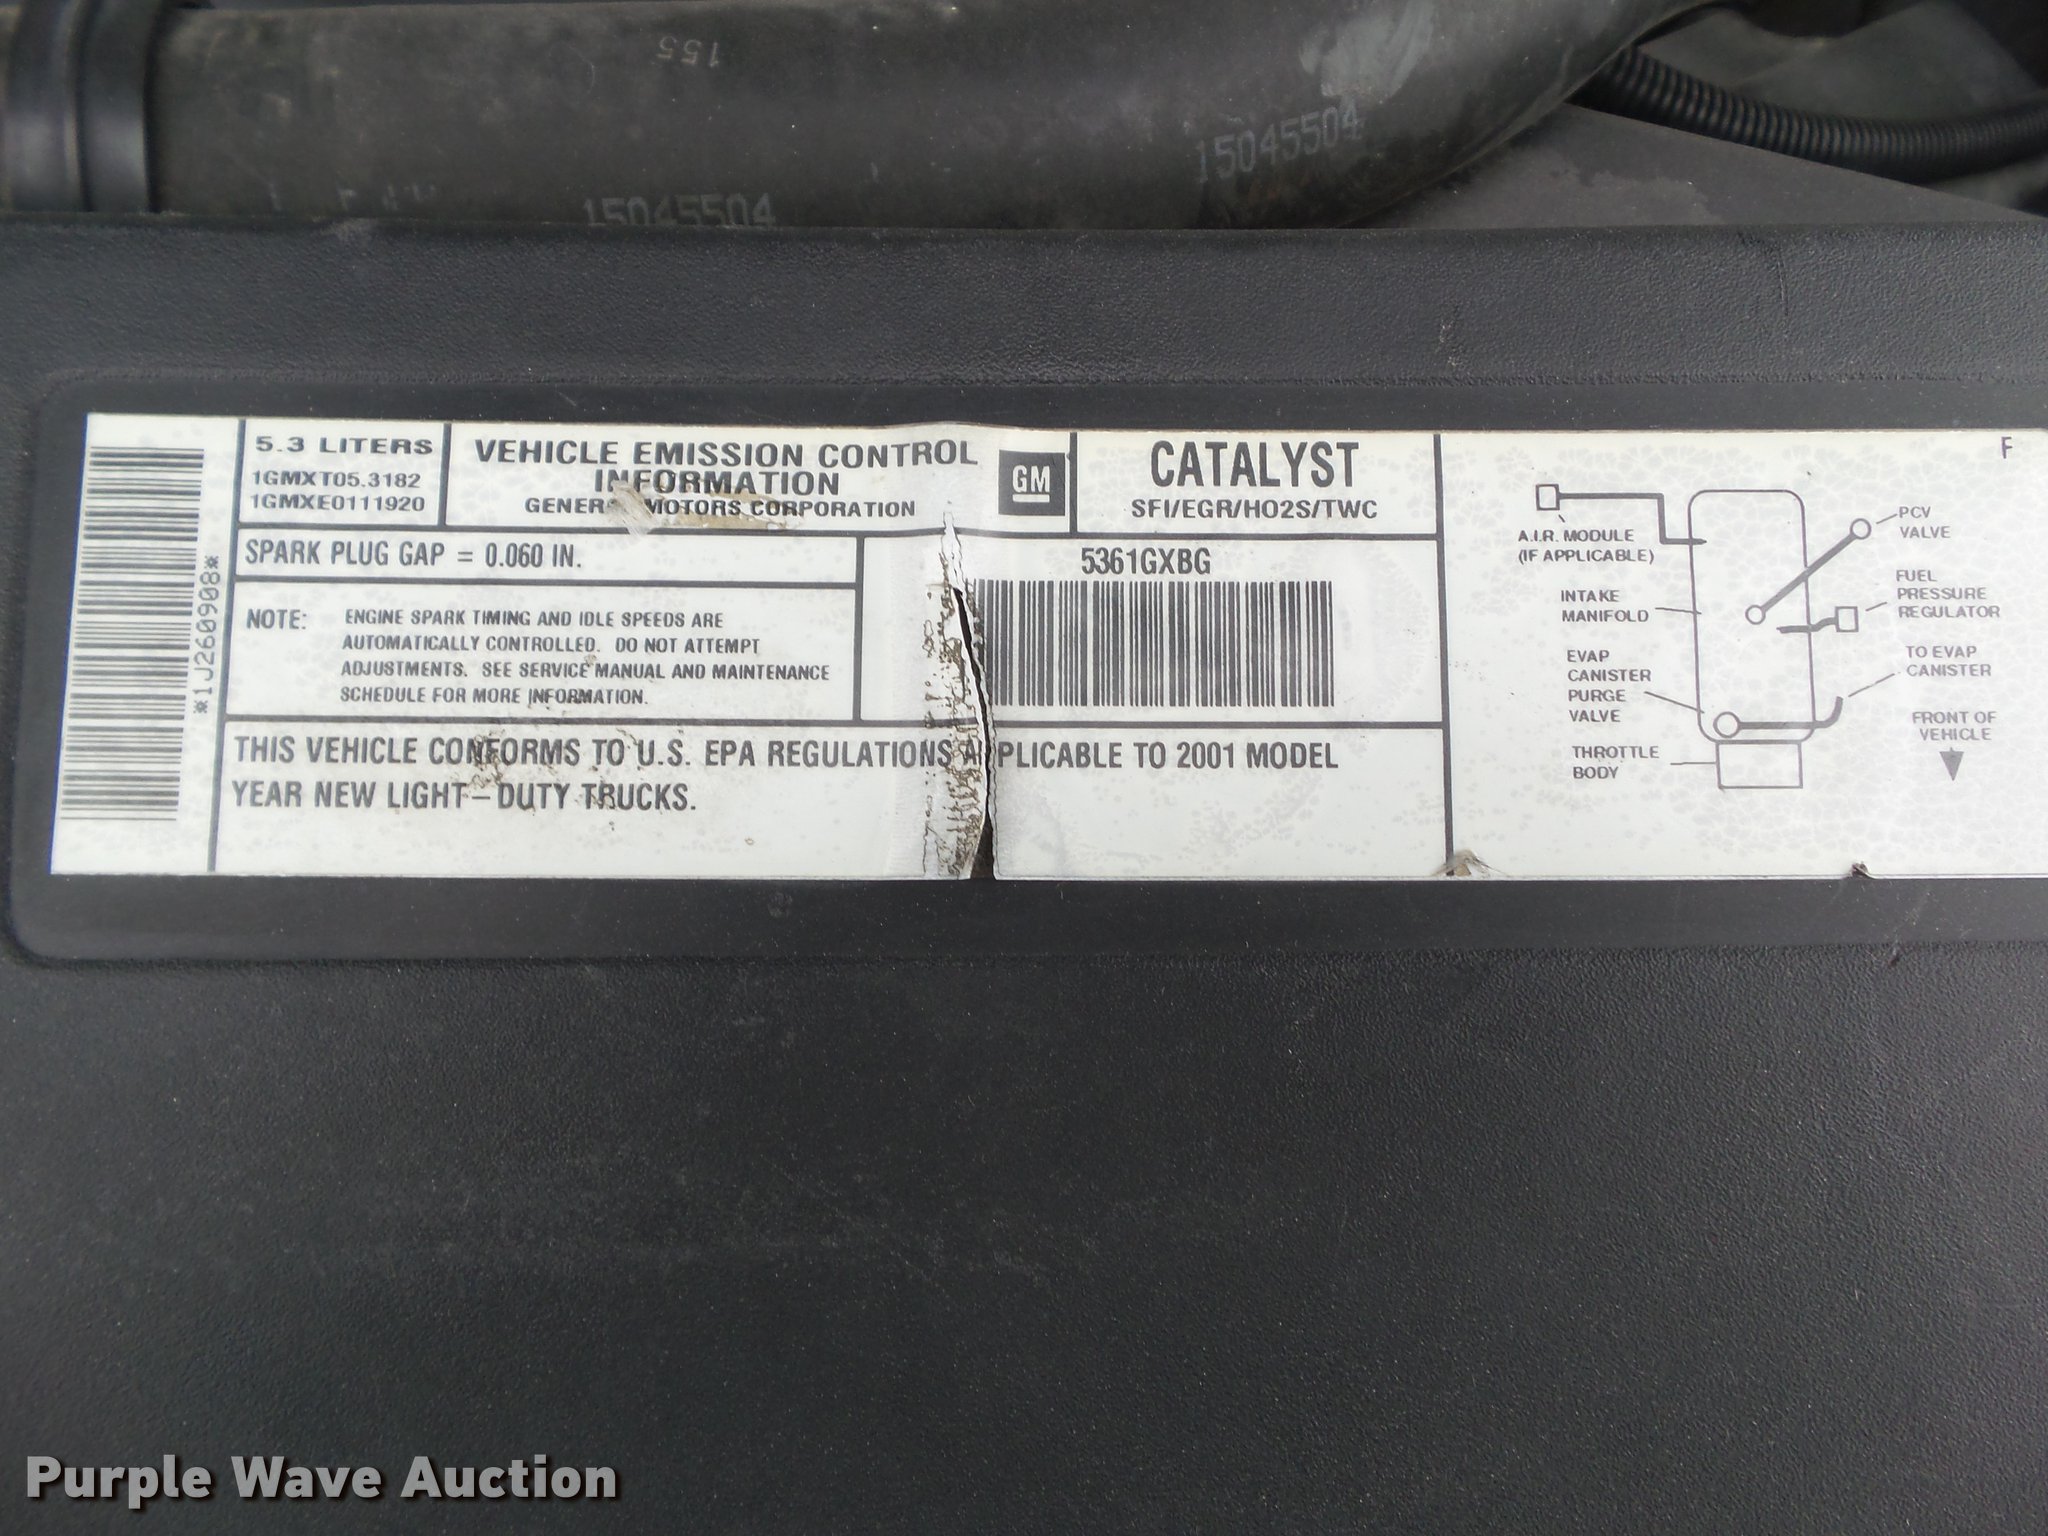 155
15045504
15045504
5.3 LITERS
1GMXT05.3182
1GMXE0111920
VEHICLE EMISSION CONTROL
INFORMATION
GENERAL MOTORS CORPORATION
GM
CATALYST
SFI/EGR/HO2S/TWC
SPARK PLUG GAP = 0.060 IN.
5361GXBG
NOTE: ENGINE SPARK TIMING AND IDLE SPEEDS ARE
AUTOMATICALLY CONTROLLED. DO NOT ATTEMPT
ADJUSTMENTS. SEE SERVICE MANUAL AND MAINTENANCE
SCHEDULE FOR MORE INFORMATION.
THIS VEHICLE CONFORMS TO U.S. EPA REGULATIONS APPLICABLE TO 2001 MODEL
YEAR NEW LIGHT-DUTY TRUCKS.
*1J260908*
F
A.I.R. MODULE
(IF APPLICABLE)
PCV
VALVE
INTAKE
MANIFOLD
FUEL
PRESSURE
REGULATOR
EVAP
CANISTER
PURGE
VALVE
TO EVAP
CANISTER
THROTTLE
BODY
FRONT OF
VEHICLE
Purple Wave Auction